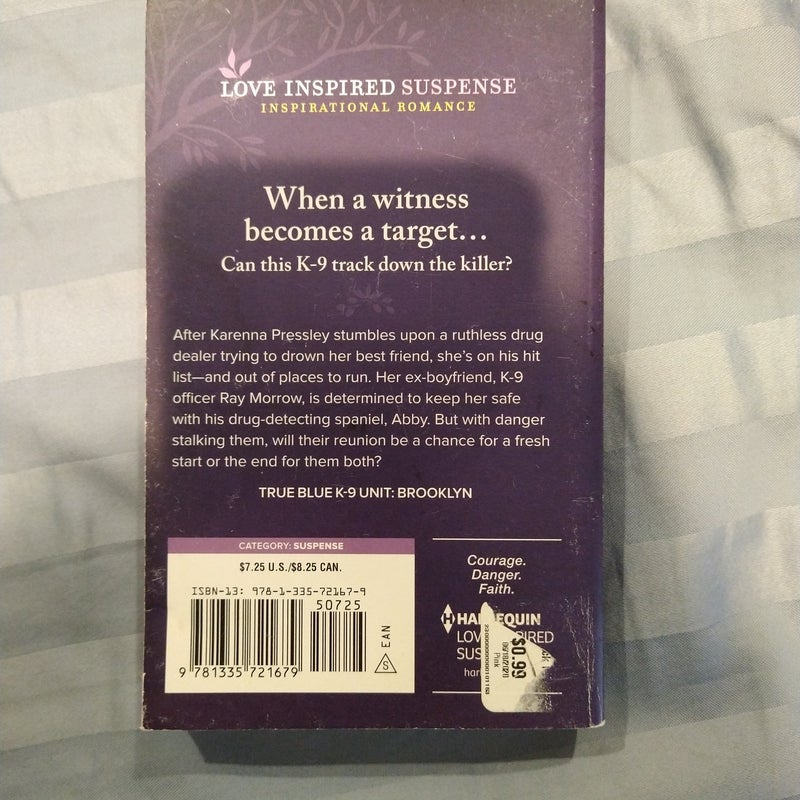 LOVE INSPIRED SUSPENSE
INSPIRATIONAL ROMANCE
When a witness
becomes a target...
Can this K-9 track down the killer?
After Karenna Pressley stumbles upon a ruthless drug
dealer trying to drown her best friend, she's on his hit
list—and out of places to run. Her ex-boyfriend, K-9
officer Ray Morrow, is determined to keep her safe
with his drug-detecting spaniel, Abby. But with danger
stalking them, will their reunion be a chance for a fresh
start or the end for them both?
TRUE BLUE K-9 UNIT: BROOKLYN
CATEGORY: SUSPENSE
$7.25 U.S./$8.25 CAN.
ISBN-13: 978-1-335-72167-9
50725
EAN
S
9 781335 721679
Courage.
Danger.
Faith.
HARLEQUIN
LOV IRED
SUS
har
$0.99
Pink